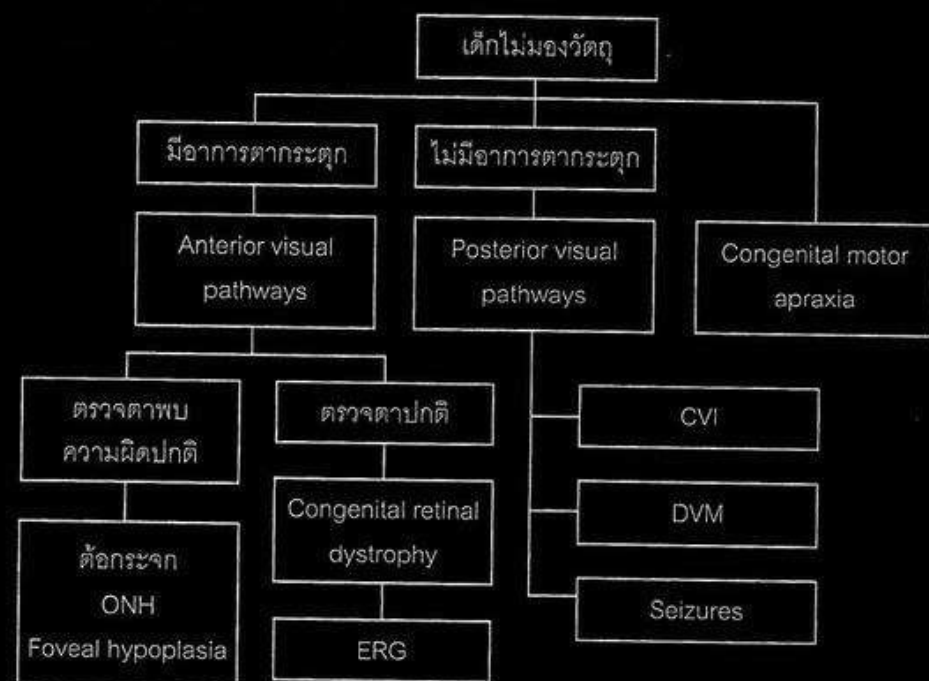 เด็กไม่มองวัตถุ
มีอาการตากระตุก
ไม่มีอาการตากระตุก
Anterior visual
pathways
Posterior visual
pathways
Congenital motor
apraxia
ตรวจตาพบ
ความผิดปกติ
ตรวจตาปกติ
CVI
Congenital retinal
dystrophy
DVM
ต้อกระจก
ONH
Foveal hypoplasia
ERG
Seizures